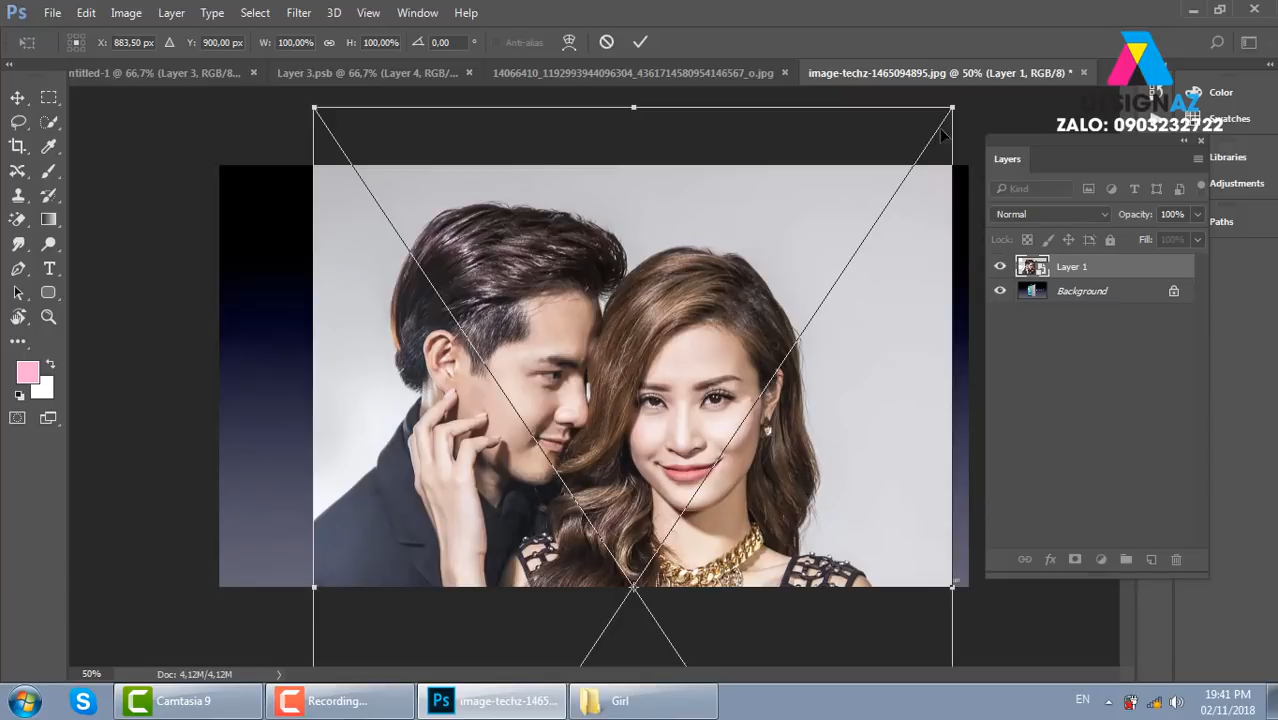 Ps File Edit Image Layer Type Select Filter 3D View Window Help
X: 883,50 px Y: 900,00 px W: 100,00% H: 100,00% 0,00 ° Anti-alias
ntitled-1 @ 66,7% (Layer 3, RGB/8... × Layer 3.psb @ 66,7% (Layer 4, RGB/... × 14066410_1192993944096304_4361714580954146567_o.jpg × image-techz-1465094895.jpg @ 50% (Layer 1, RGB/8) * ×
DESIGNAZ
ZALO: 0903232722
Color
Swatches
Libraries
Adjustments
Paths
Layers
Kind
Normal Opacity: 100%
Lock: Fill: 100%
Layer 1
Background
fx
50% Doc: 4,12M/4,12M
Camtasia 9 Recording... Ps image-techz-1465... Girl
EN 19:41 PM
02/11/2018